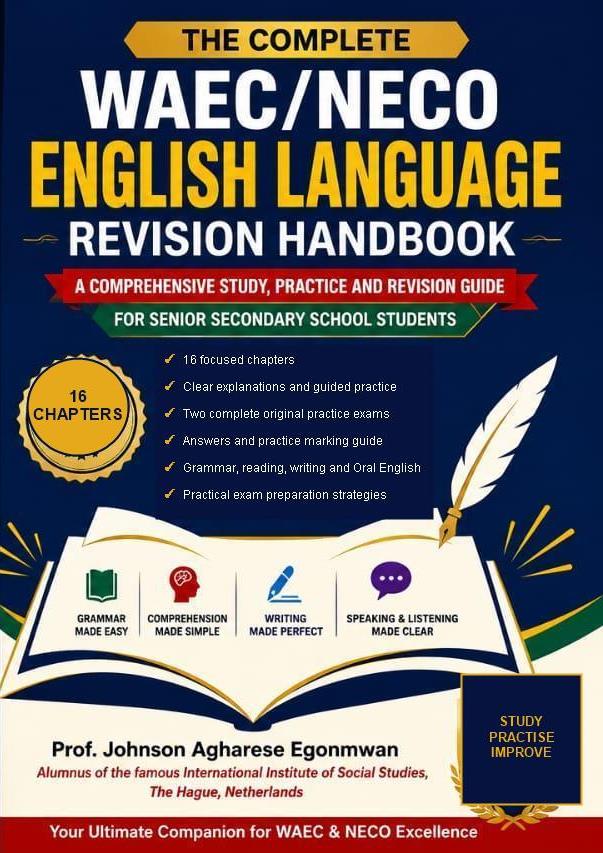 THE COMPLETE
WAEC/NECO
ENGLISH LANGUAGE
REVISION HANDBOOK
A COMPREHENSIVE STUDY, PRACTICE AND REVISION GUIDE
FOR SENIOR SECONDARY SCHOOL STUDENTS
16
CHAPTERS
✓ 16 focused chapters
✓ Clear explanations and guided practice
✓ Two complete original practice exams
✓ Answers and practice marking guide
✓ Grammar, reading, writing and Oral English
✓ Practical exam preparation strategies
GRAMMAR
MADE EASY
COMPREHENSION
MADE SIMPLE
WRITING
MADE PERFECT
SPEAKING & LISTENING
MADE CLEAR
STUDY
PRACTISE
IMPROVE
Prof. Johnson Agharese Egonmwan
Alumnus of the famous International Institute of Social Studies,
The Hague, Netherlands
Your Ultimate Companion for WAEC & NECO Excellence